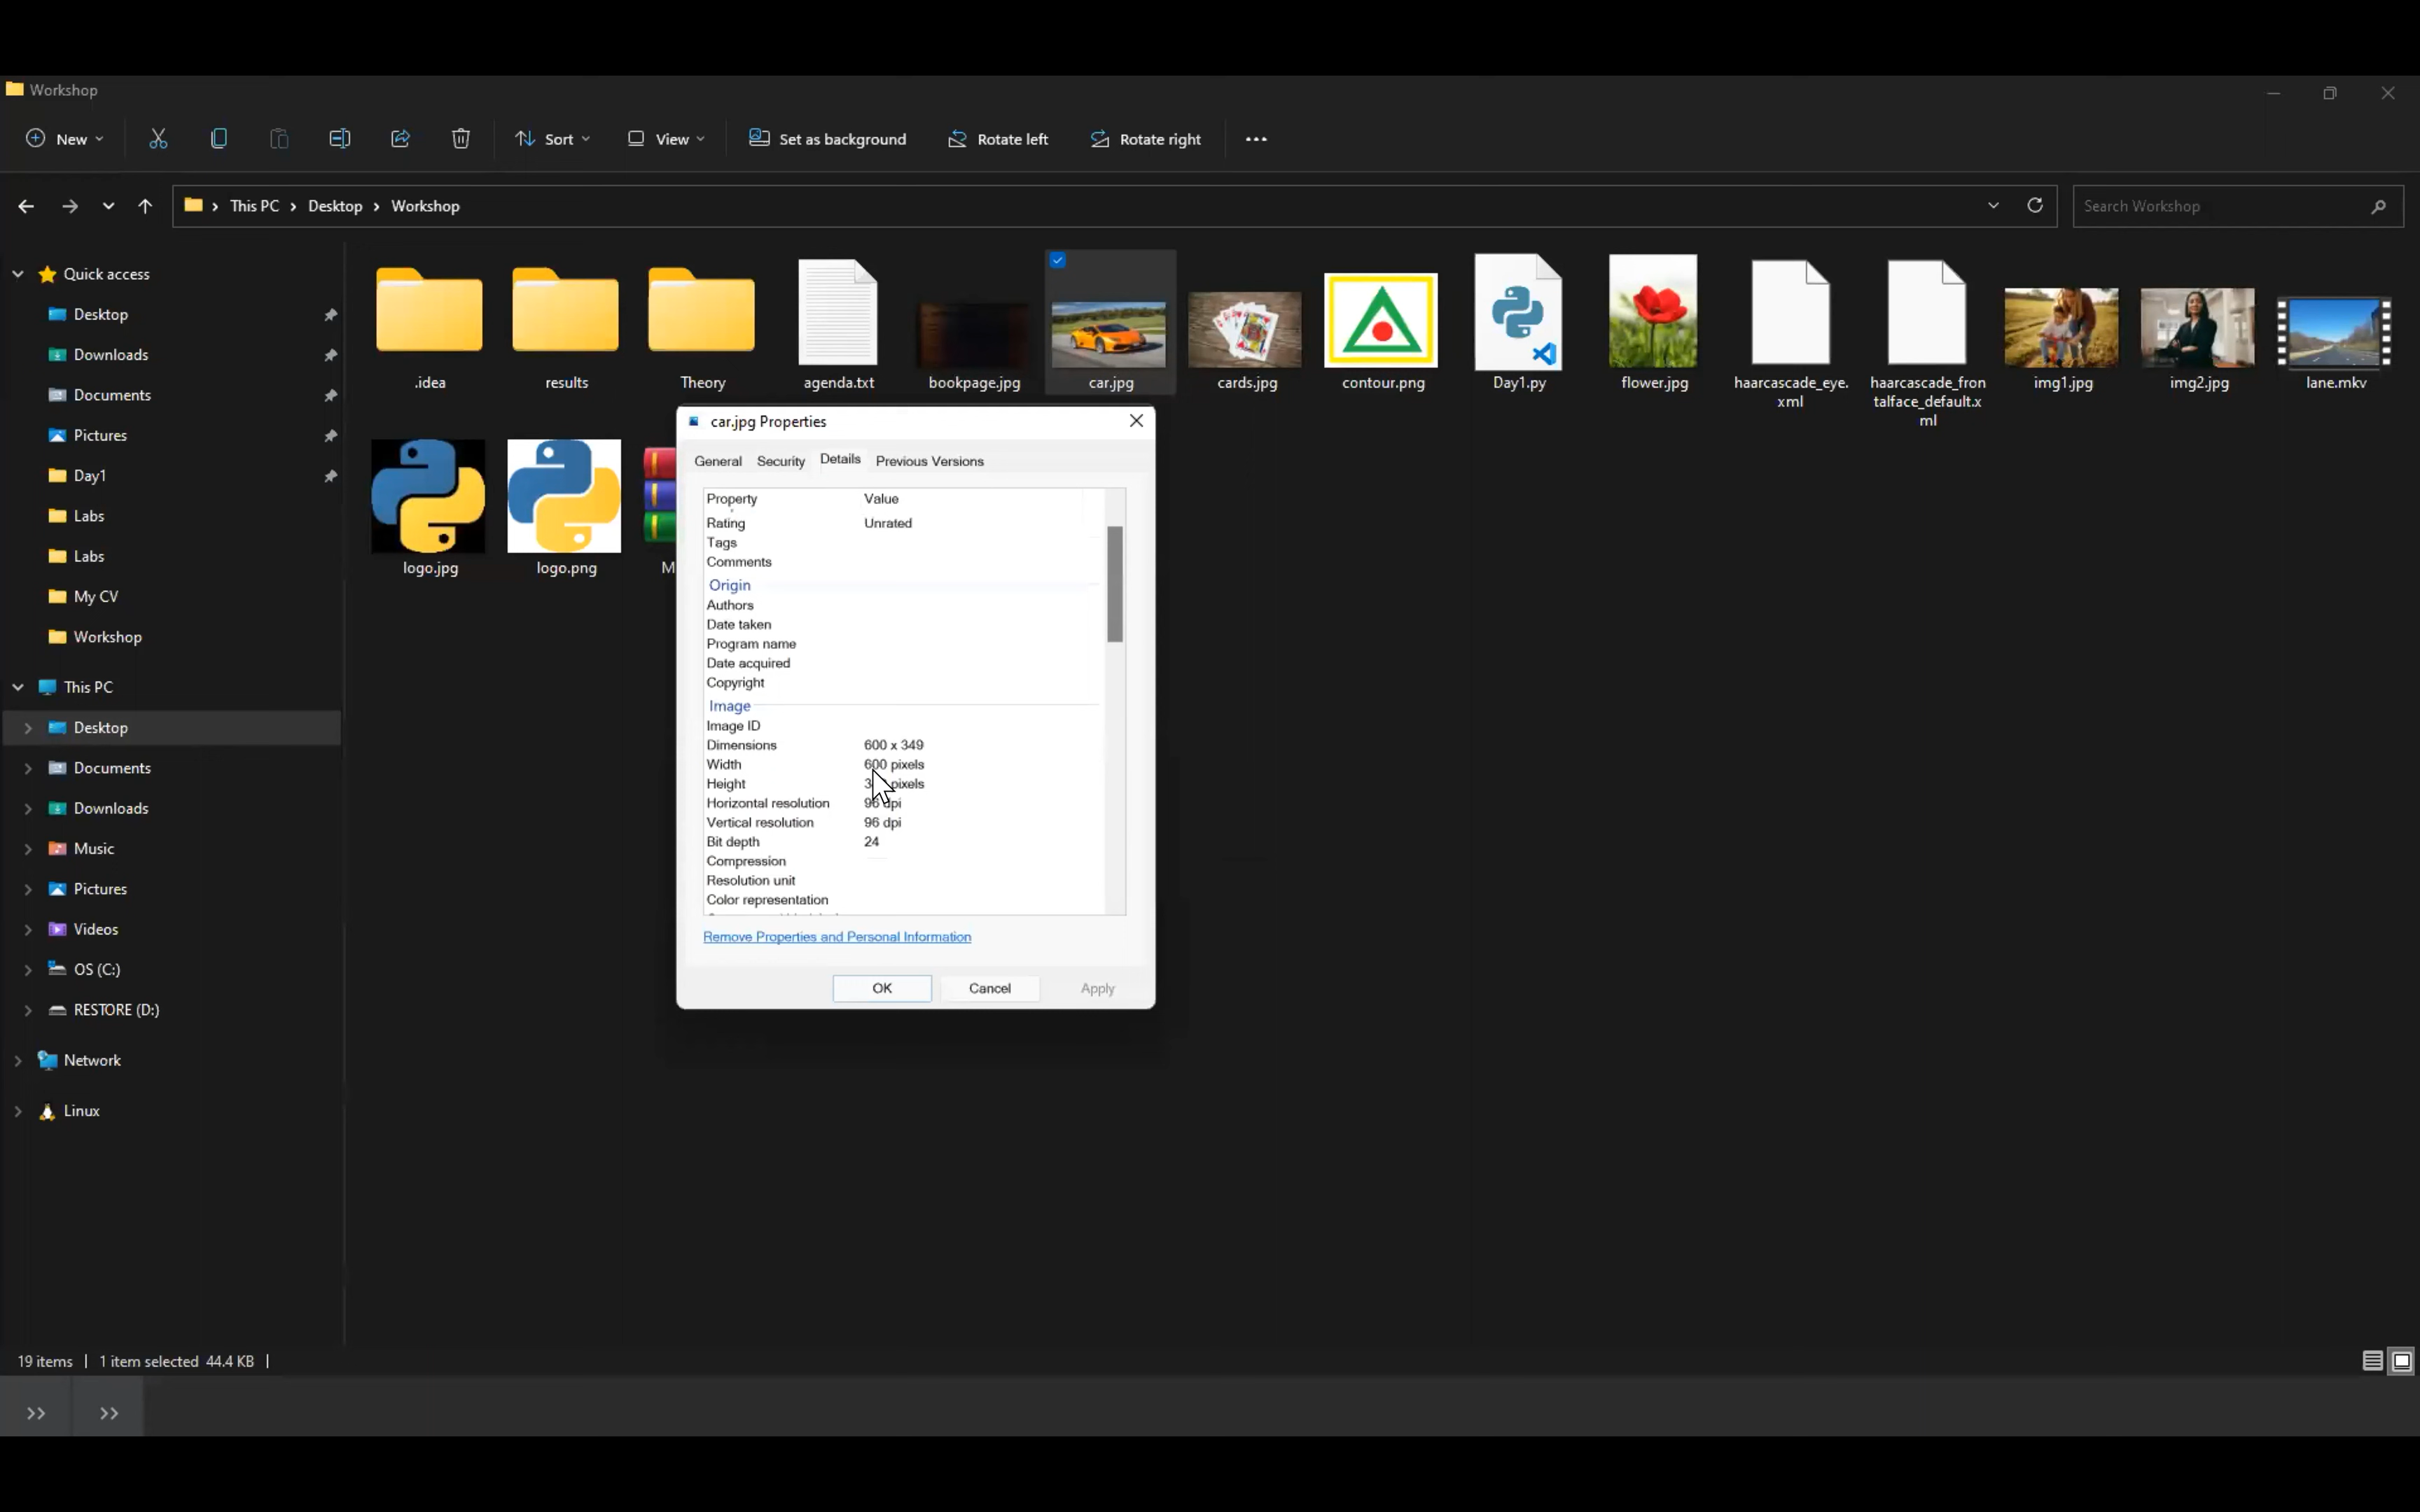 Workshop
New
Sort
View
Set as background
Rotate left
Rotate right
This PC
Desktop
Workshop
Search Workshop
Quick access
Desktop
Downloads
Documents
Pictures
Day1
Labs
Labs
My CV
Workshop
This PC
Desktop
Documents
Downloads
Music
Pictures
Videos
OS (C:)
RESTORE (D:)
Network
Linux
.idea
results
Theory
agenda.txt
bookpage.jpg
car.jpg
cards.jpg
contour.png
Day1.py
flower.jpg
haarcascade_eye.
xml
haarcascade_fron
talface_default.x
ml
img1.jpg
img2.jpg
lane.mkv
logo.jpg
logo.png
M
car.jpg Properties
General Security Details Previous Versions
Property Value
Rating Unrated
Tags
Comments
Origin
Authors
Date taken
Program name
Date acquired
Copyright
Image
Image ID
Dimensions 600 x 349
Width 600 pixels
Height pixels
Horizontal resolution 96 dpi
Vertical resolution 96 dpi
Bit depth 24
Compression
Resolution unit
Color representation
Remove Properties and Personal Information
OK Cancel Apply
19 items 1 item selected 44.4 KB